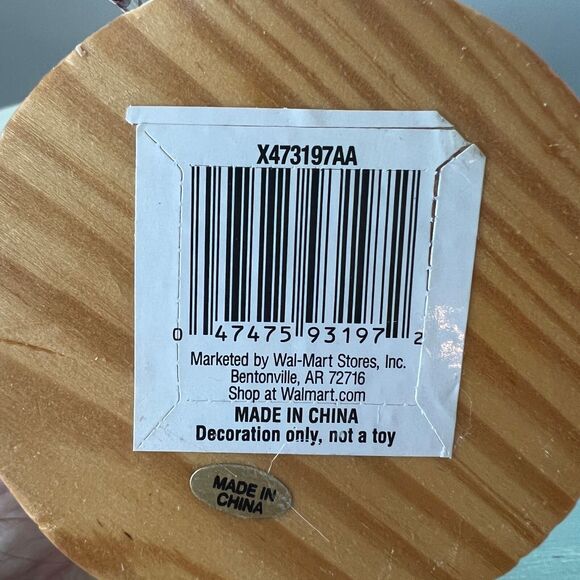 X473197AA
0 47475 93197 2
Marketed by Wal-Mart Stores, Inc.
Bentonville, AR 72716
Shop at Walmart.com
MADE IN CHINA
Decoration only, not a toy
MADE IN
CHINA